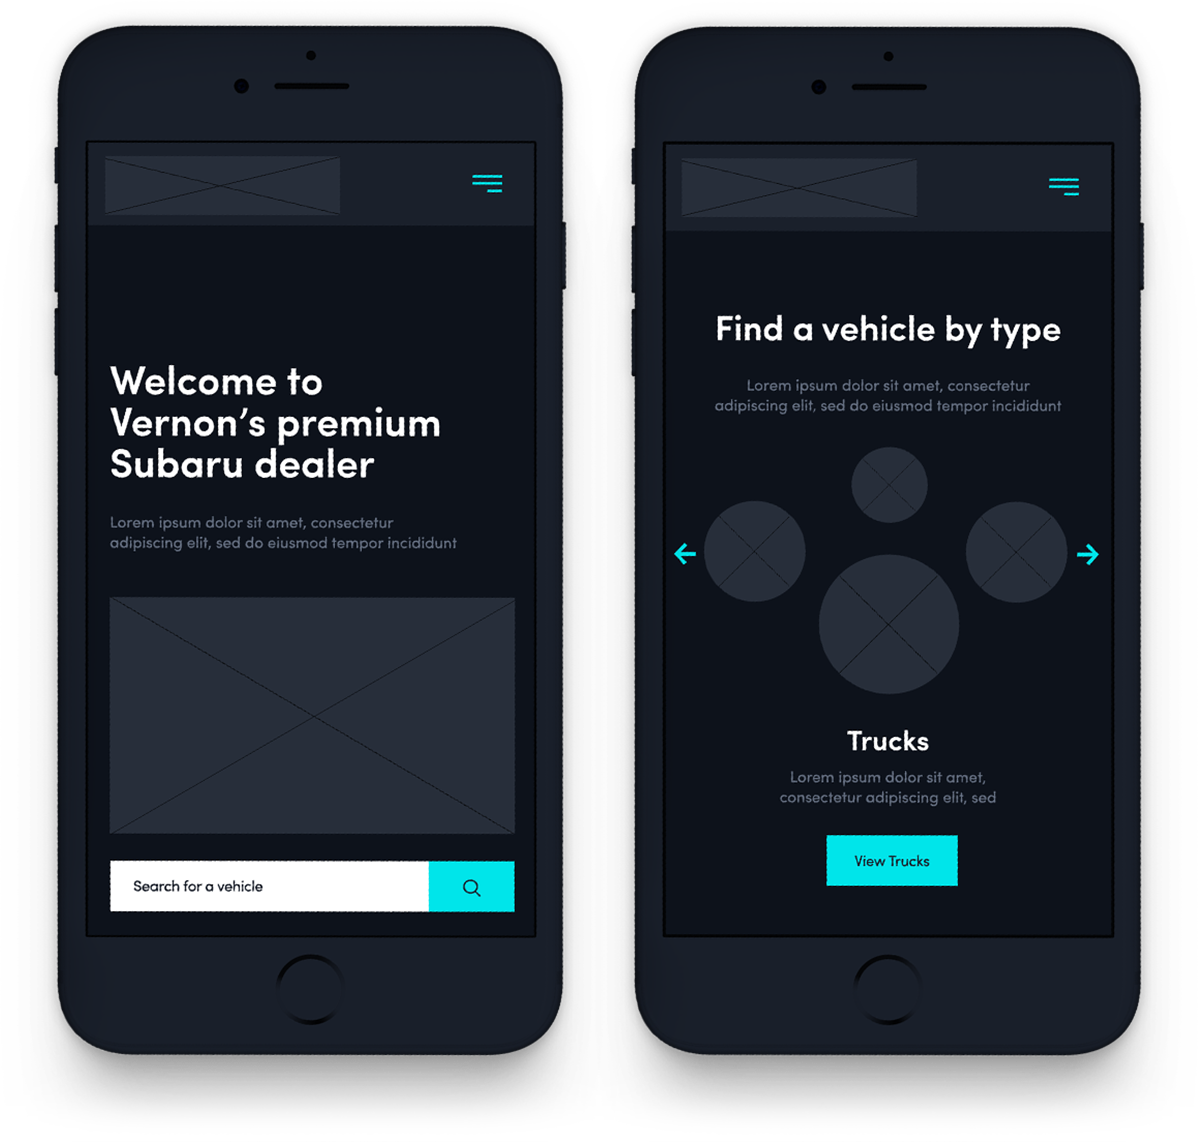 Welcome to
Vernon’s premium
Subaru dealer
Lorem ipsum dolor sit amet, consectetur
adipiscing elit, sed do eiusmod tempor incididunt
Search for a vehicle
Find a vehicle by type
Lorem ipsum dolor sit amet, consectetur
adipiscing elit, sed do eiusmod tempor incididunt
Trucks
Lorem ipsum dolor sit amet,
consectetur adipiscing elit, sed
View Trucks